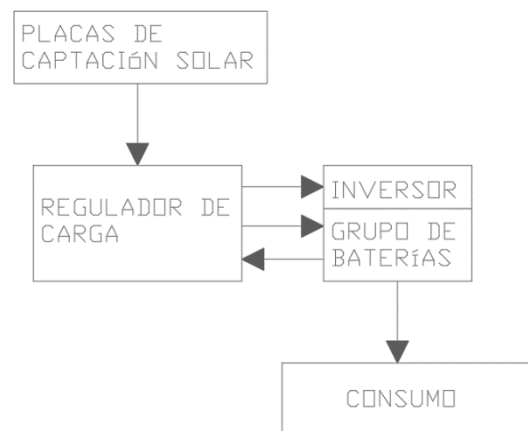 PLACAS DE
CAPTACIóN SOLAR
REGULADOR DE
CARGA
INVERSOR
GRUPO DE
BATERíAS
CONSUMO